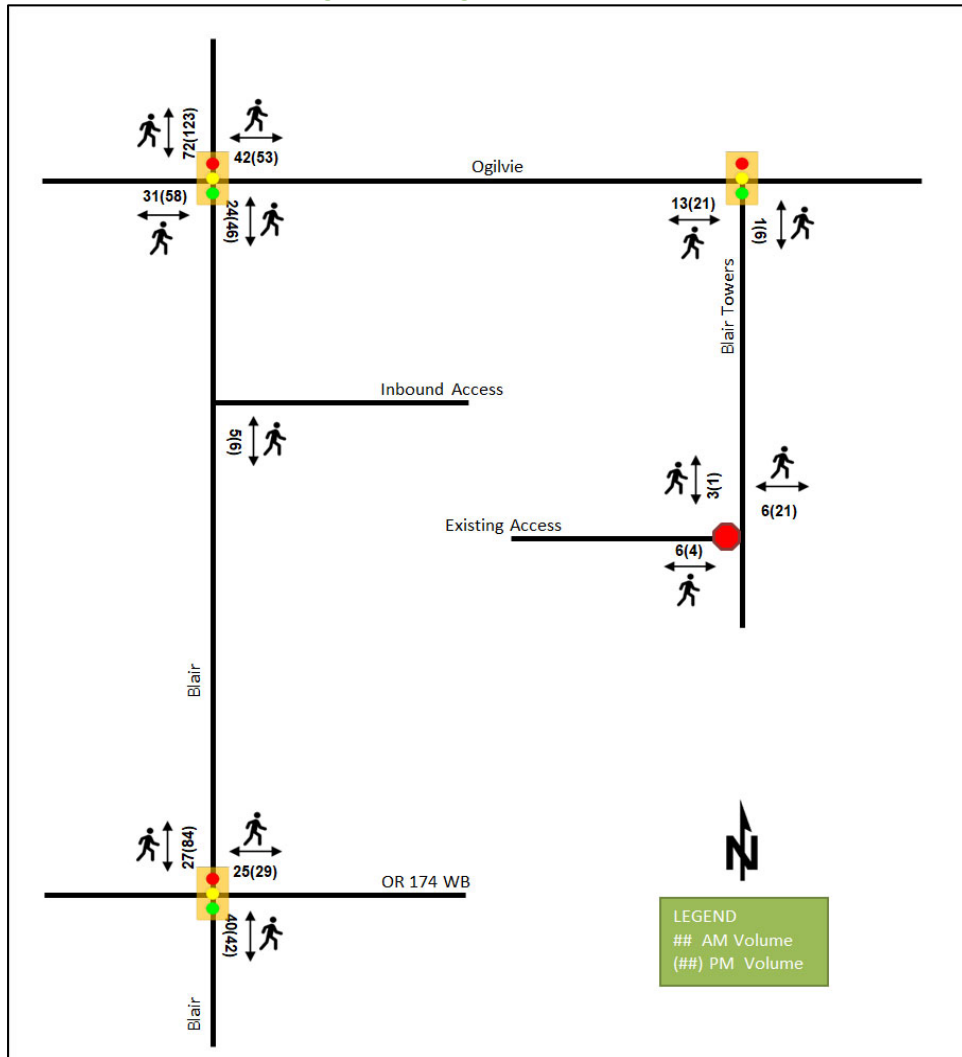 72(123)
42(53)
Ogilvie
31(58)
24(46)
13(21)
1(6)
Blair Towers
Inbound Access
5(6)
3(1)
6(21)
Existing Access
6(4)
Blair
27(84)
25(29)
OR 174 WB
40(42)
N
LEGEND
## AM Volume
(##) PM Volume
Blair